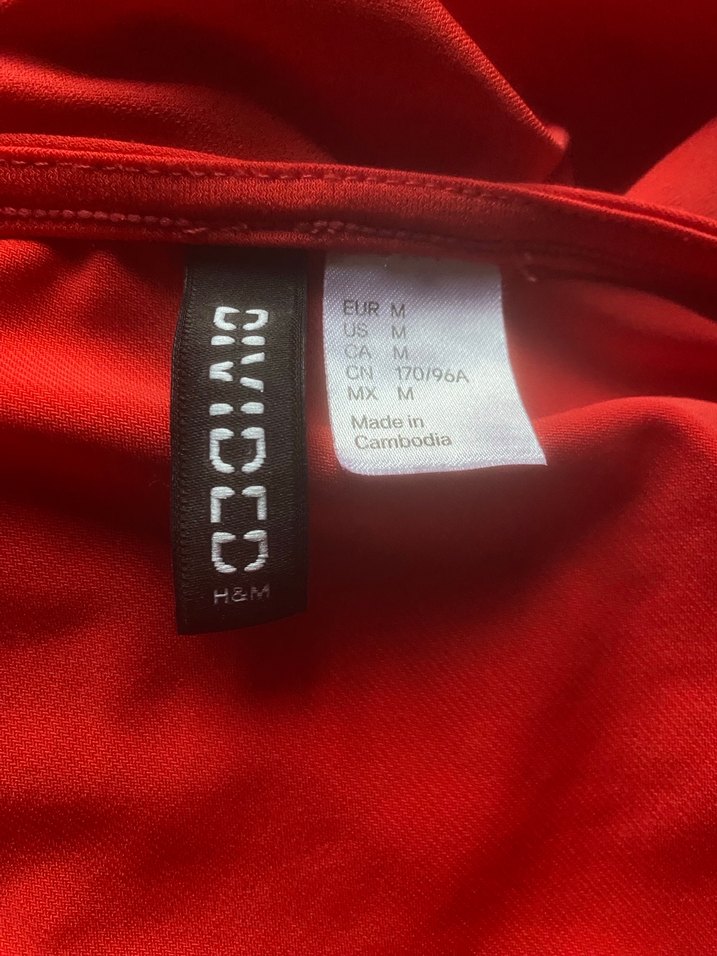 DIVIDED
H&M
EUR M
US M
CA M
CN 170/96A
MX M
Made in
Cambodia